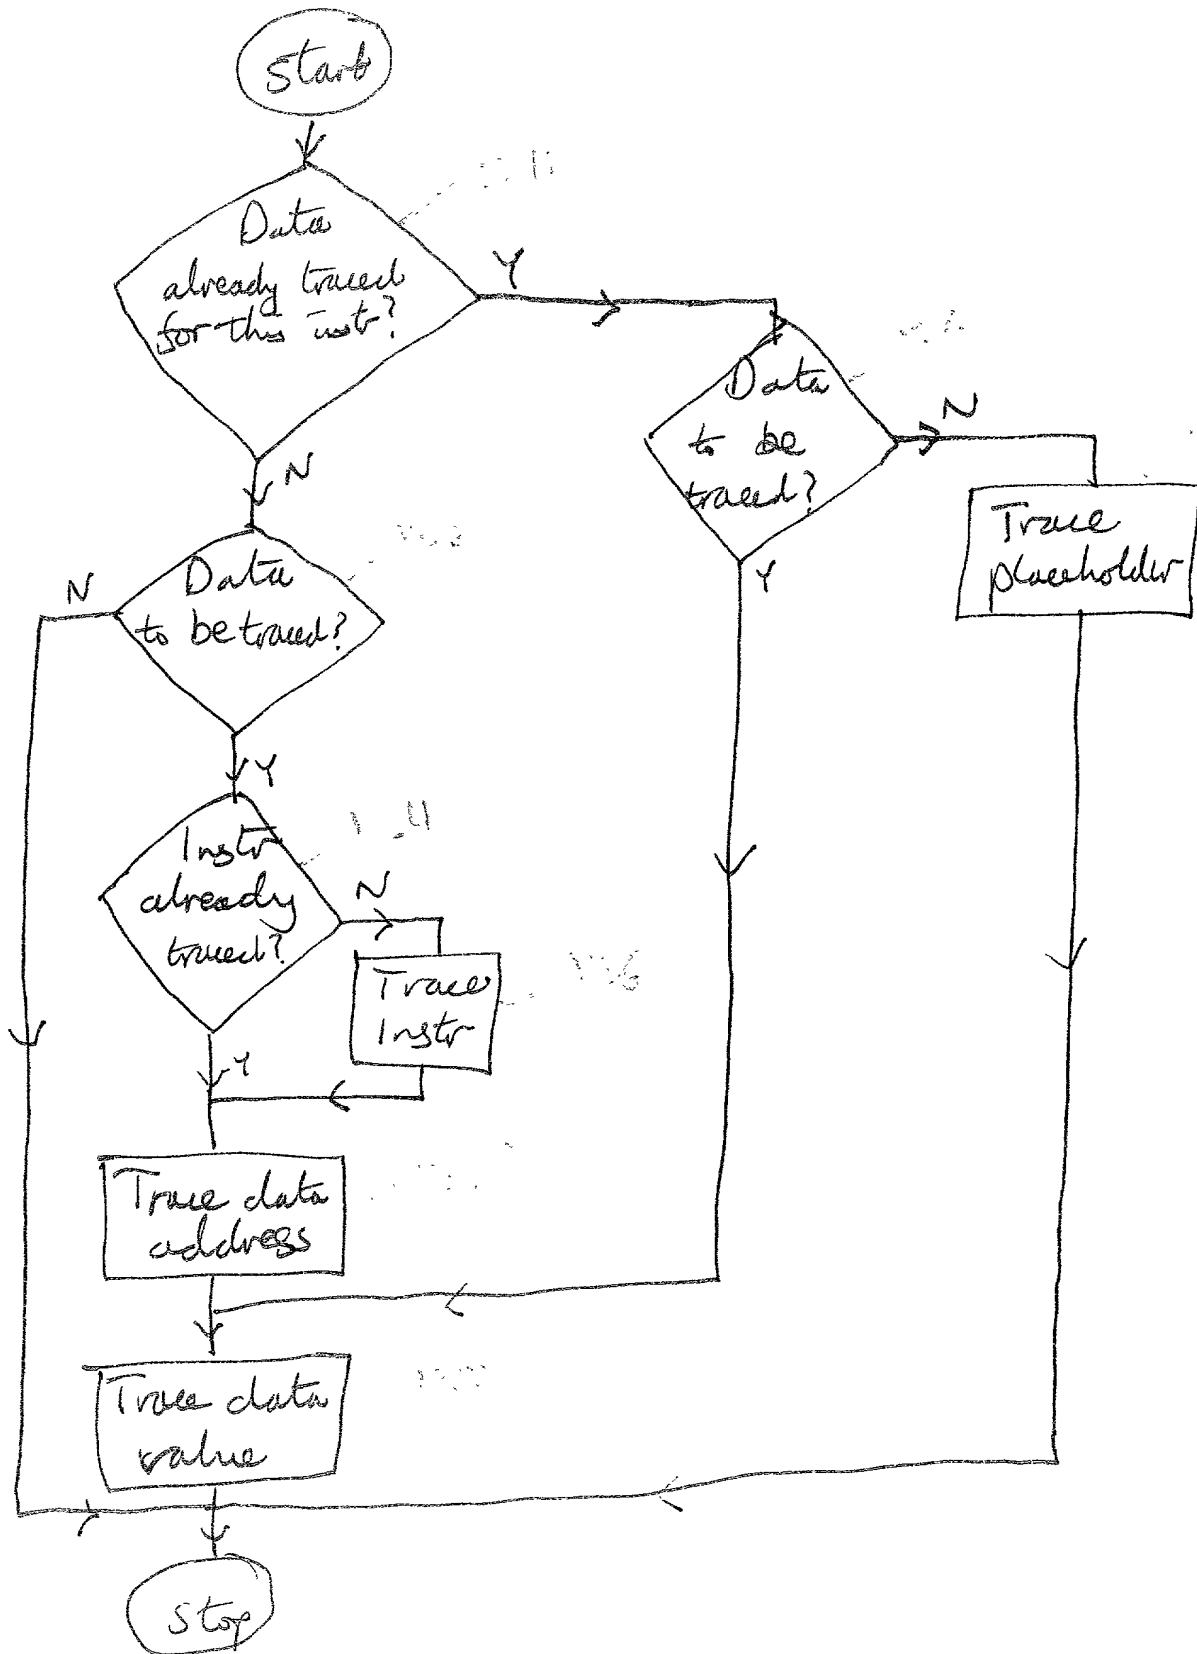 Start
Data
already traced
for this instr?
Y
Data
to be
traced?
N
Trace
placeholder
Y
N
Data
to be traced?
N
Y
Instr
already
traced?
N
Trace
Instr
Y
Trace data
address
Trace data
value
Stop